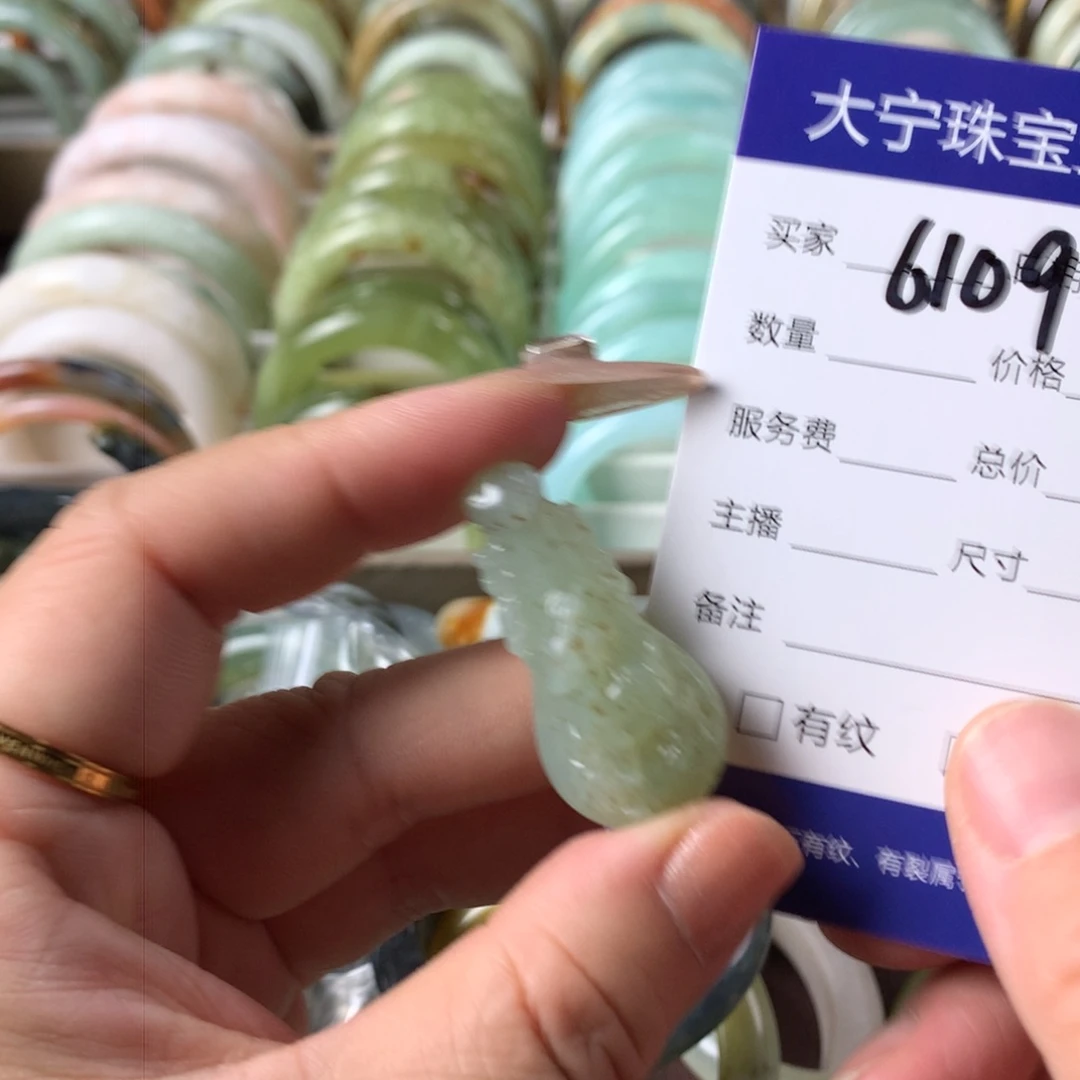 大宁珠宝
买家 6109
数量 价格
服务费 总价
主播 尺寸
备注
有纹
有纹、有裂属